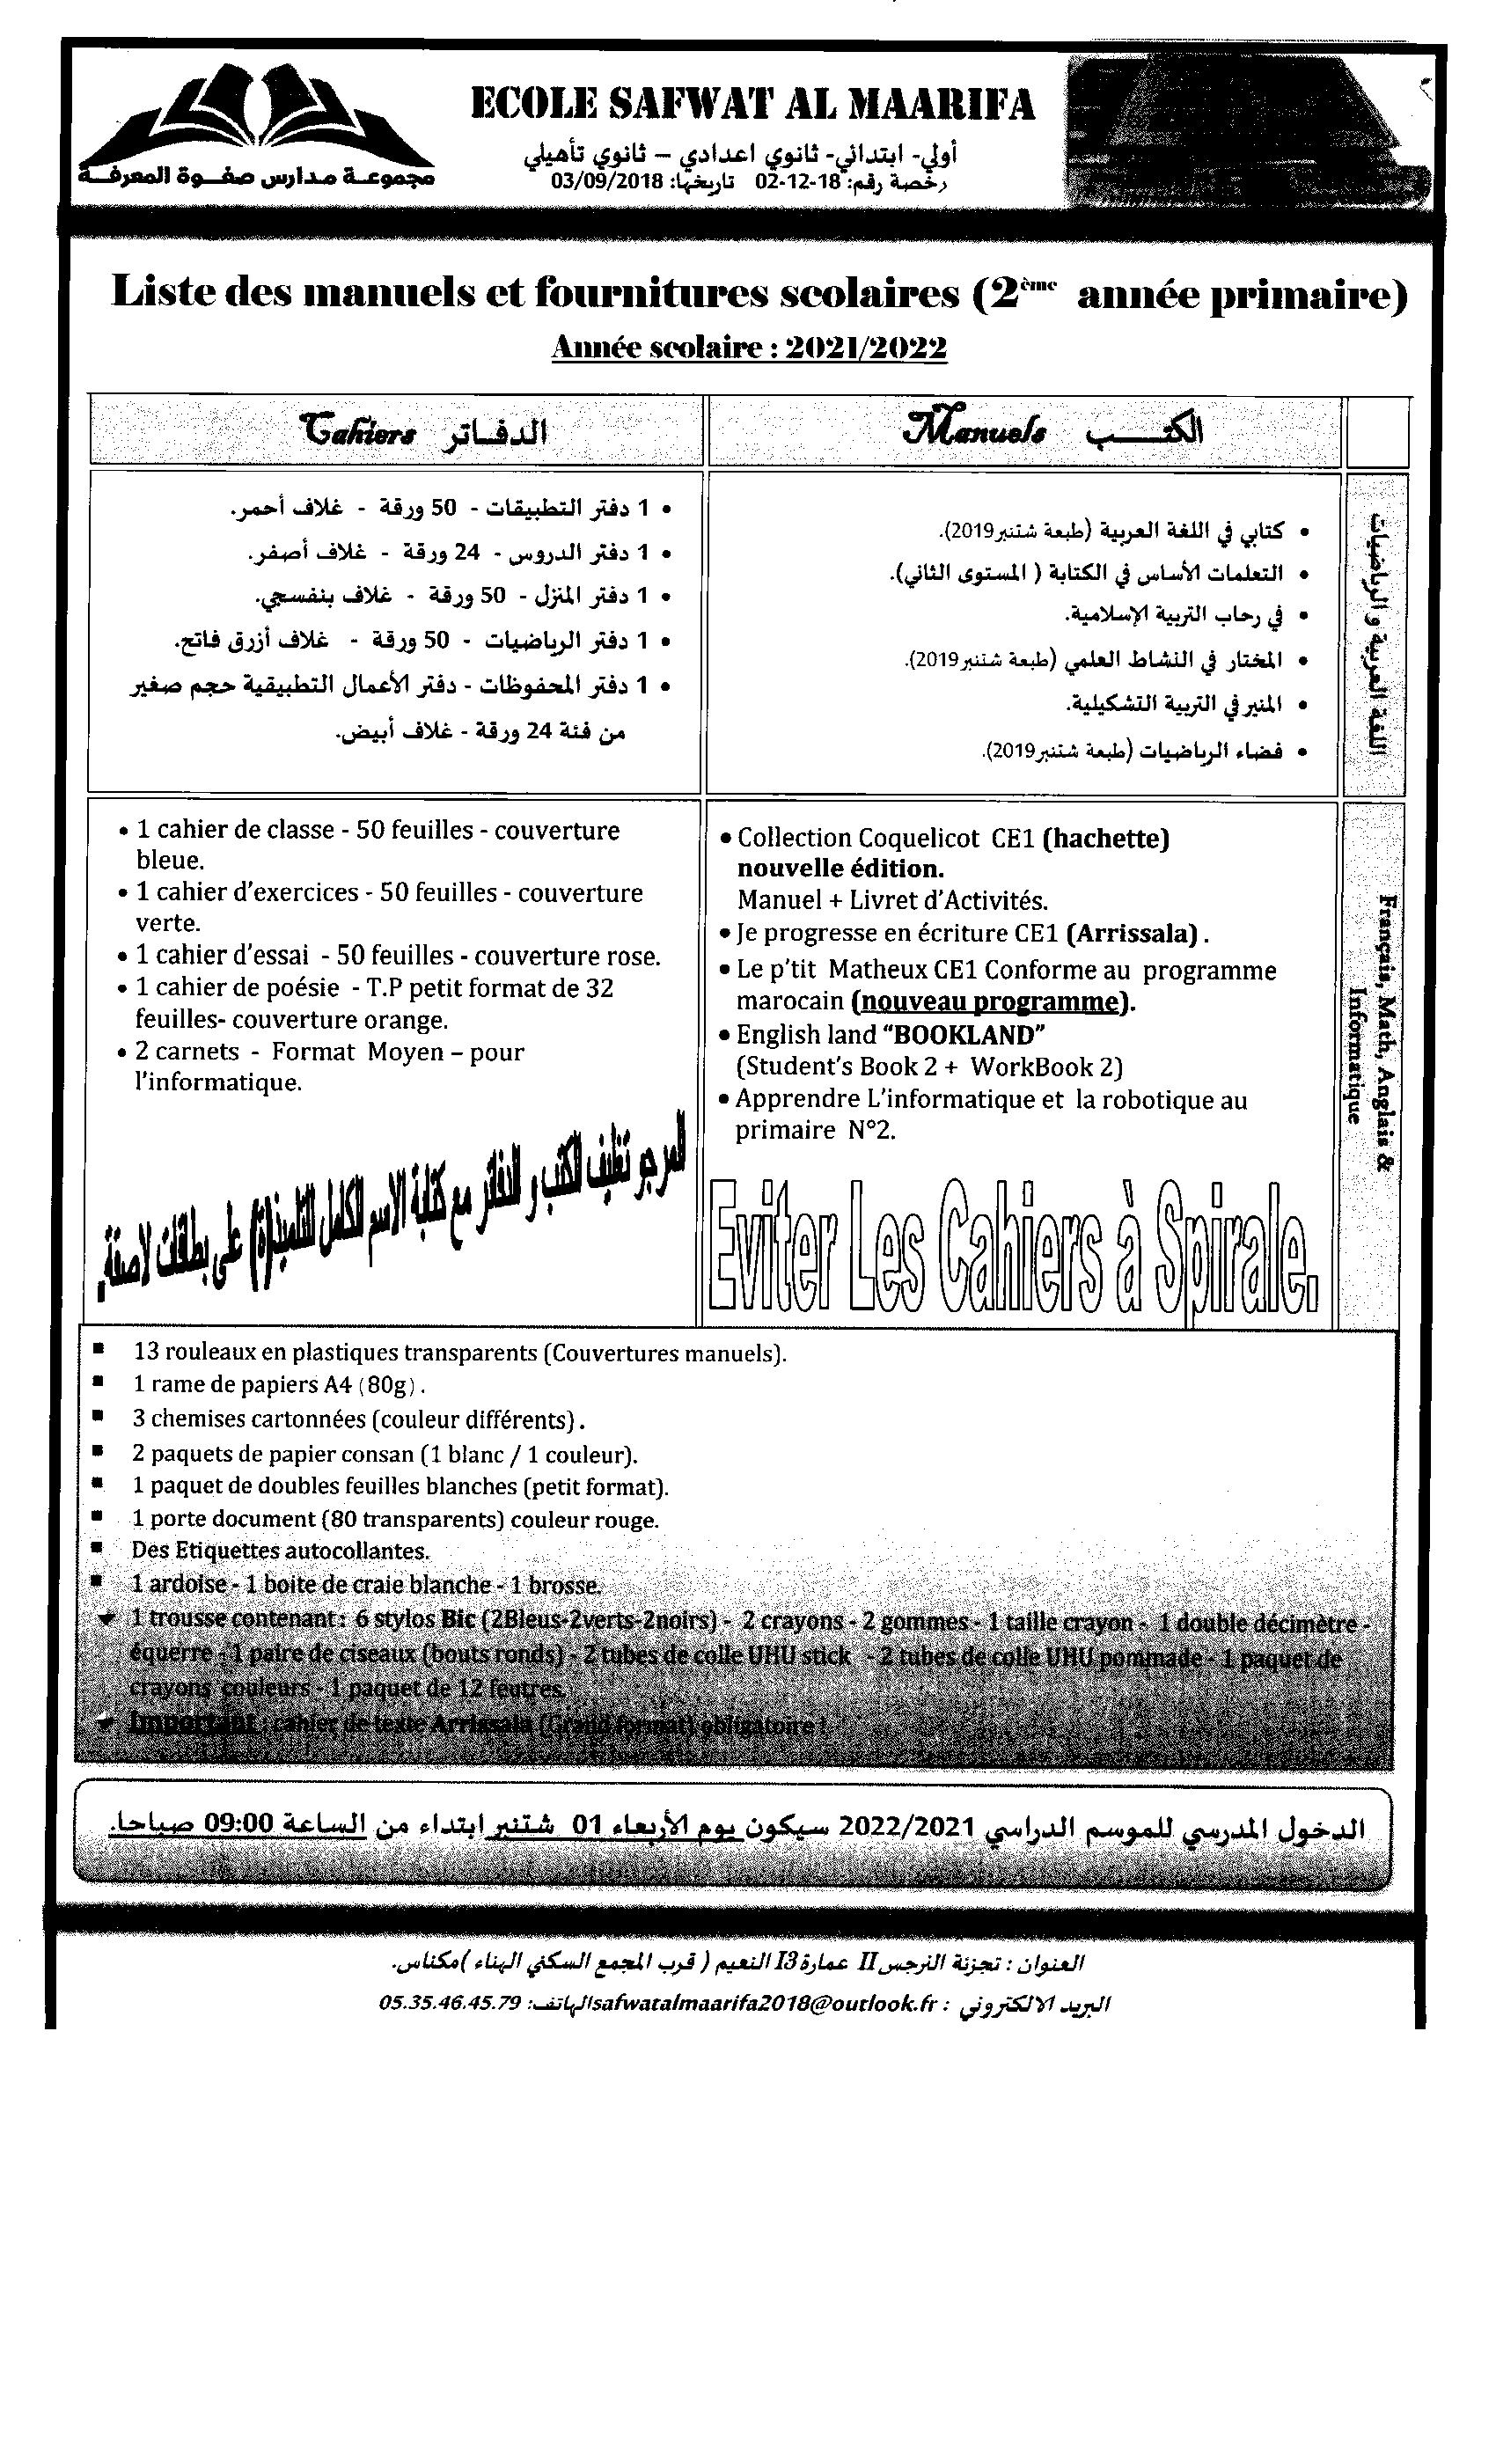 ECOLE SAFWAT AL MAARIFA
أولي- ابتدائي- ثانوي اعدادي – ثانوي تأهيلي
مجموعـة مدارس صفـوة المعرفـة
رخصة رقم: 18-12-02 تاريخها: 03/09/2018
Liste des manuels et fournitures scolaires (2ème année primaire)
Année scolaire : 2021/2022
Cahiers الدفـاتر
Manuels الكتـــب
• 1 دفتر التطبيقات - 50 ورقة - غلاف أحمر.
• 1 دفتر الدروس - 24 ورقة - غلاف أصفر.
• 1 دفتر المنزل - 50 ورقة - غلاف بنفسجي.
• 1 دفتر الرياضيات - 50 ورقة - غلاف أزرق فاتح.
• 1 دفتر المحفوظات - دفتر الأعمال التطبيقية حجم صغير
من فئة 24 ورقة - غلاف أبيض.
• كتابي في اللغة العربية (طبعة شتنبر2019).
• التعلمات الأساس في الكتابة ( المستوى الثاني).
• في رحاب التربية الإسلامية.
• المختار في النشاط العلمي (طبعة شتنبر2019).
• المنير في التربية التشكيلية.
• فضاء الرياضيات (طبعة شتنبر2019).
اللغة العربية و الرياضيات
• 1 cahier de classe - 50 feuilles - couverture
bleue.
• 1 cahier d'exercices - 50 feuilles - couverture
verte.
• 1 cahier d'essai - 50 feuilles - couverture rose.
• 1 cahier de poésie - T.P petit format de 32
feuilles- couverture orange.
• 2 carnets - Format Moyen – pour
l'informatique.
المرجو تغليف الكتب و الدفاتر مع كتابة الاسم الكامل للتلميذ(ة) على بطاقات لاصقة.
• Collection Coquelicot CE1 (hachette)
nouvelle édition.
Manuel + Livret d'Activités.
• Je progresse en écriture CE1 (Arrissala) .
• Le p'tit Matheux CE1 Conforme au programme
marocain (nouveau programme).
• English land "BOOKLAND"
(Student's Book 2 + WorkBook 2)
• Apprendre L'informatique et la robotique au
primaire N°2.
Eviter Les Cahiers à Spirale.
Français, Math, Anglais &
Informatique
▪ 13 rouleaux en plastiques transparents (Couvertures manuels).
▪ 1 rame de papiers A4 (80g) .
▪ 3 chemises cartonnées (couleur différents) .
▪ 2 paquets de papier consan (1 blanc / 1 couleur).
▪ 1 paquet de doubles feuilles blanches (petit format).
▪ 1 porte document (80 transparents) couleur rouge.
▪ Des Etiquettes autocollantes.
▪ 1 ardoise - 1 boite de craie blanche - 1 brosse.
1 trousse contenant : 6 stylos Bic (2Bleus-2verts-2noirs) - 2 crayons - 2 gommes - 1 taille crayon - 1 double décimètre -
équerre - 1 paire de ciseaux (bouts ronds) - 2 tubes de colle UHU stick - 2 tubes de colle UHU pommade - 1 paquet de
crayons couleurs - 1 paquet de 12 feutres.
Important : cahier de texte Arrissala (Grand format) obligatoire !
الدخول المدرسي للموسم الدراسي 2022/2021 سيكون يوم الأربعاء 01 شتنبر ابتداء من الساعة 09:00 صباحا.
العنوان : تجزئة النرجس II عمارة I3 النعيم ( قرب المجمع السكني الهناء )مكناس.
البريد الالكتروني : safwatalmaarifa2018@outlook.fr الهاتف: 05.35.46.45.79